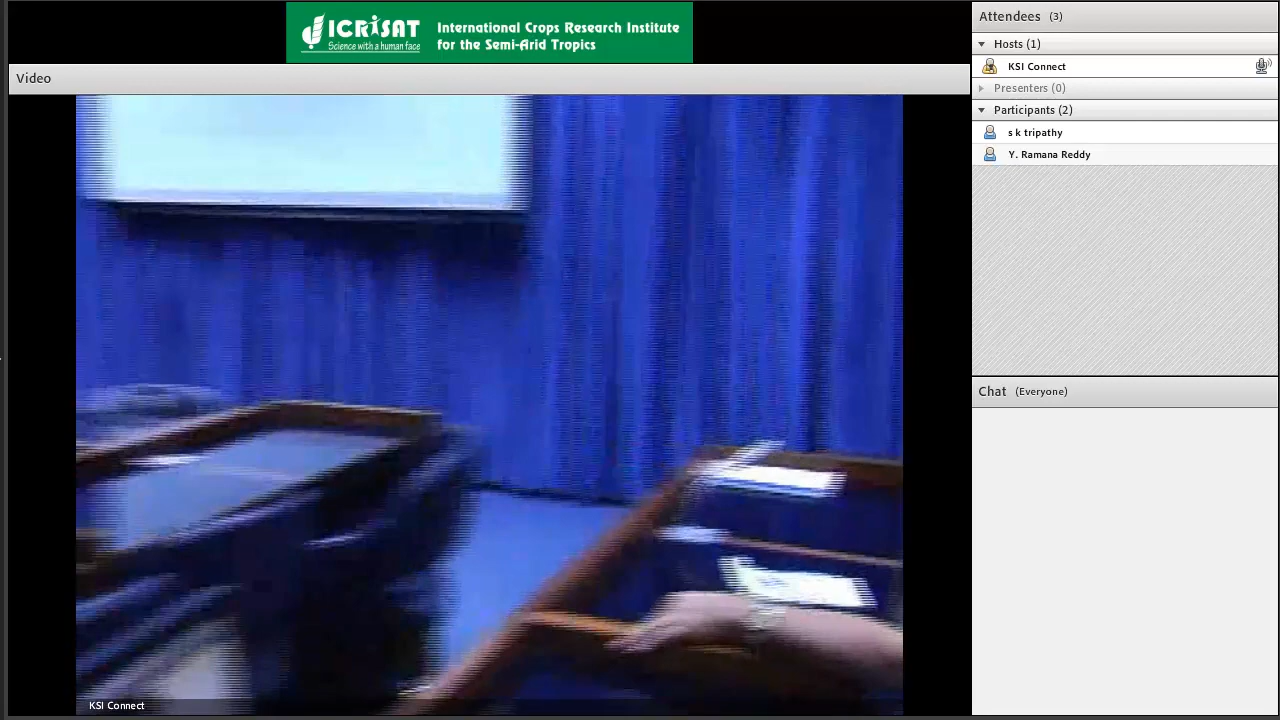 ICRISAT
Science with a human face
International Crops Research Institute
for the Semi-Arid Tropics
Video
KSI Connect
Attendees (3)
Hosts (1)
KSI Connect
Presenters (0)
Participants (2)
s k tripathy
Y. Ramana Reddy
Chat (Everyone)